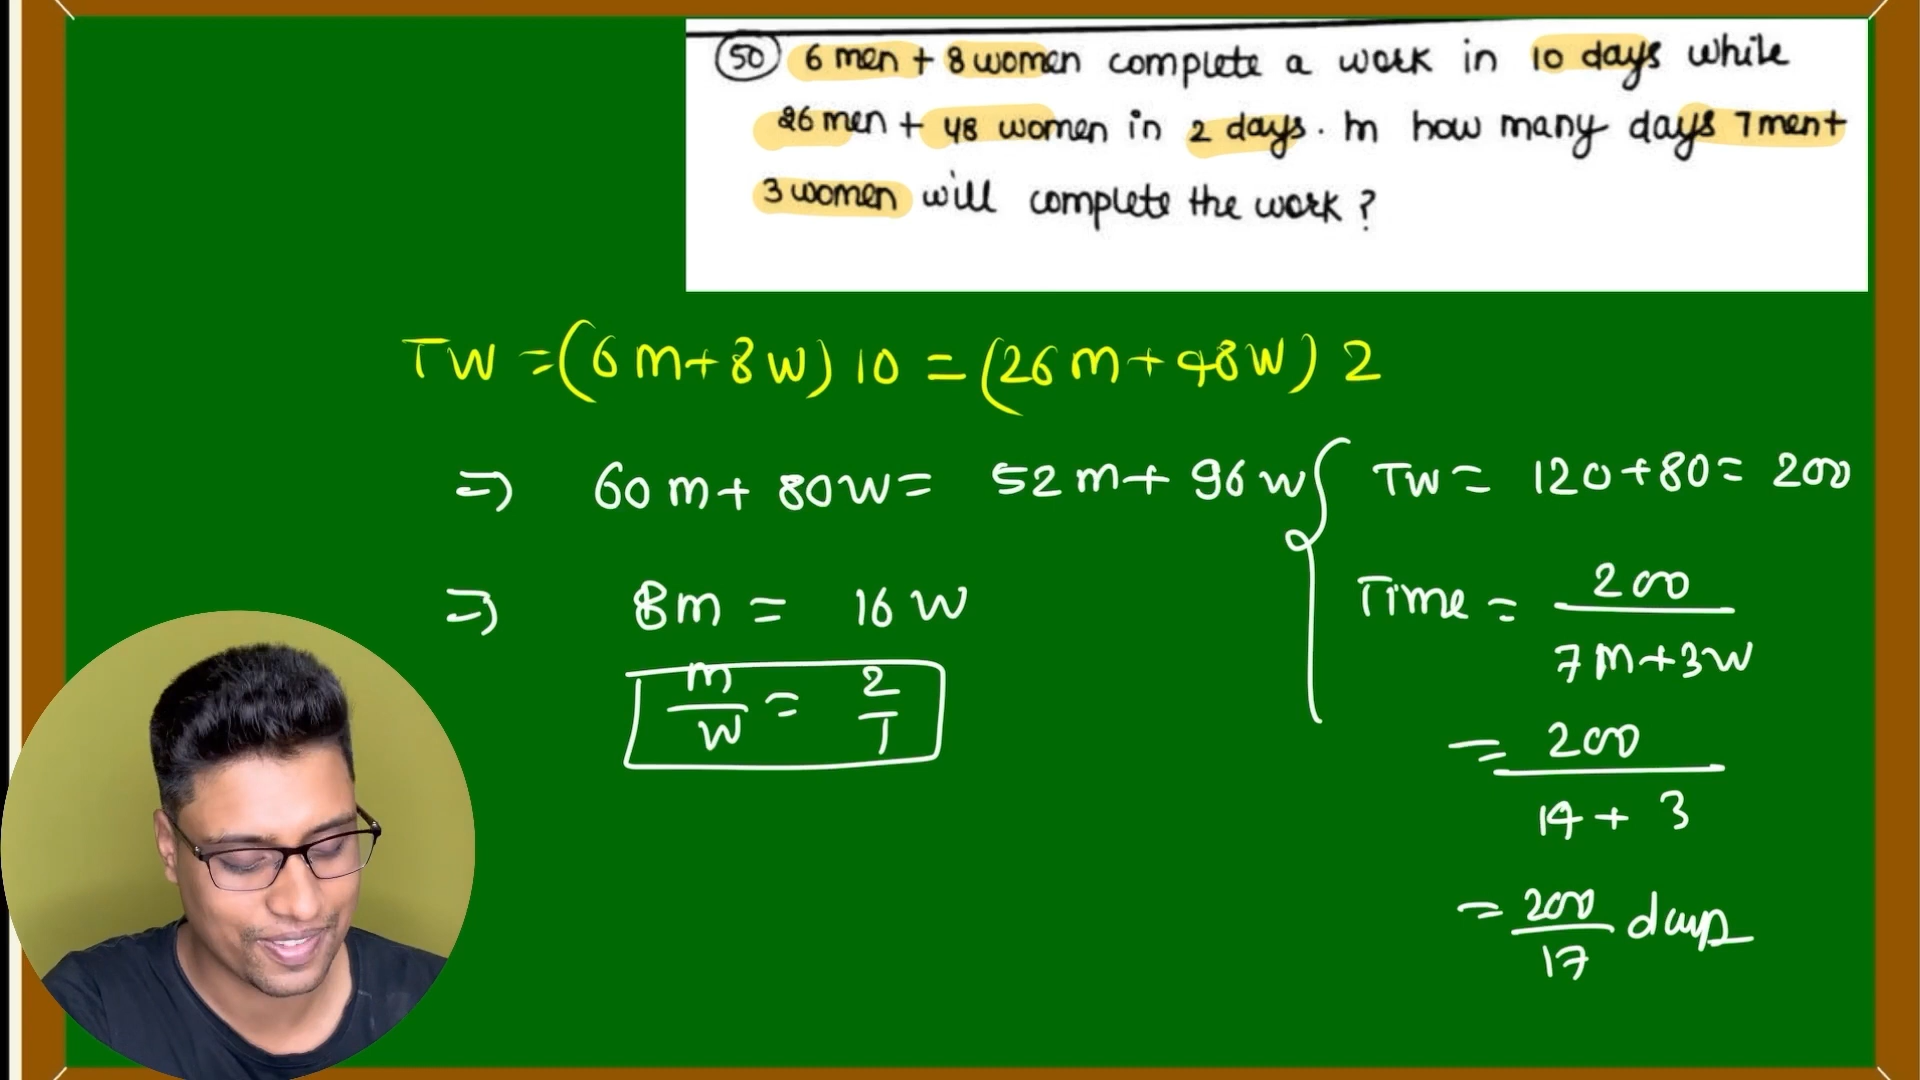 50 6 men + 8 women complete a work in 10 days while
26 men + 48 women in 2 days. In how many days 7 men +
3 women will complete the work?
TW = (6m+8w) 10 = (26m+48w) 2
=> 60m+ 80w= 52m+ 96w
=> 8m = 16w
m/w = 2/1
TW= 120+80= 200
Time = 200/7m+3w
= 200/14+3
= 200/17 days